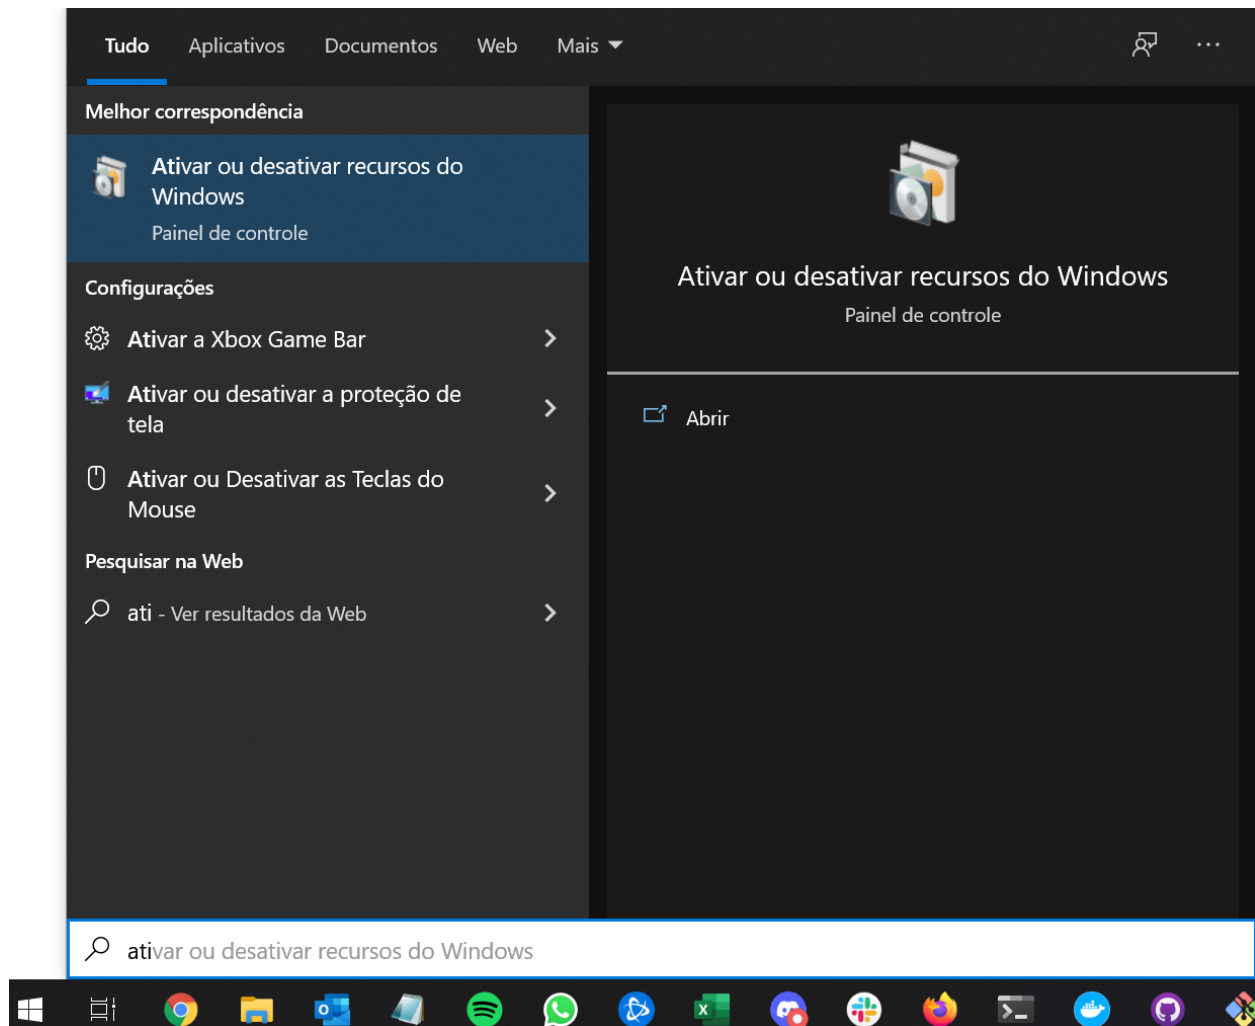 Tudo Aplicativos Documentos Web Mais
Melhor correspondência
Ativar ou desativar recursos do
Windows
Painel de controle
Configurações
Ativar a Xbox Game Bar
Ativar ou desativar a proteção de
tela
Ativar ou Desativar as Teclas do
Mouse
Pesquisar na Web
ati - Ver resultados da Web
Ativar ou desativar recursos do Windows
Painel de controle
Abrir
ativar ou desativar recursos do Windows